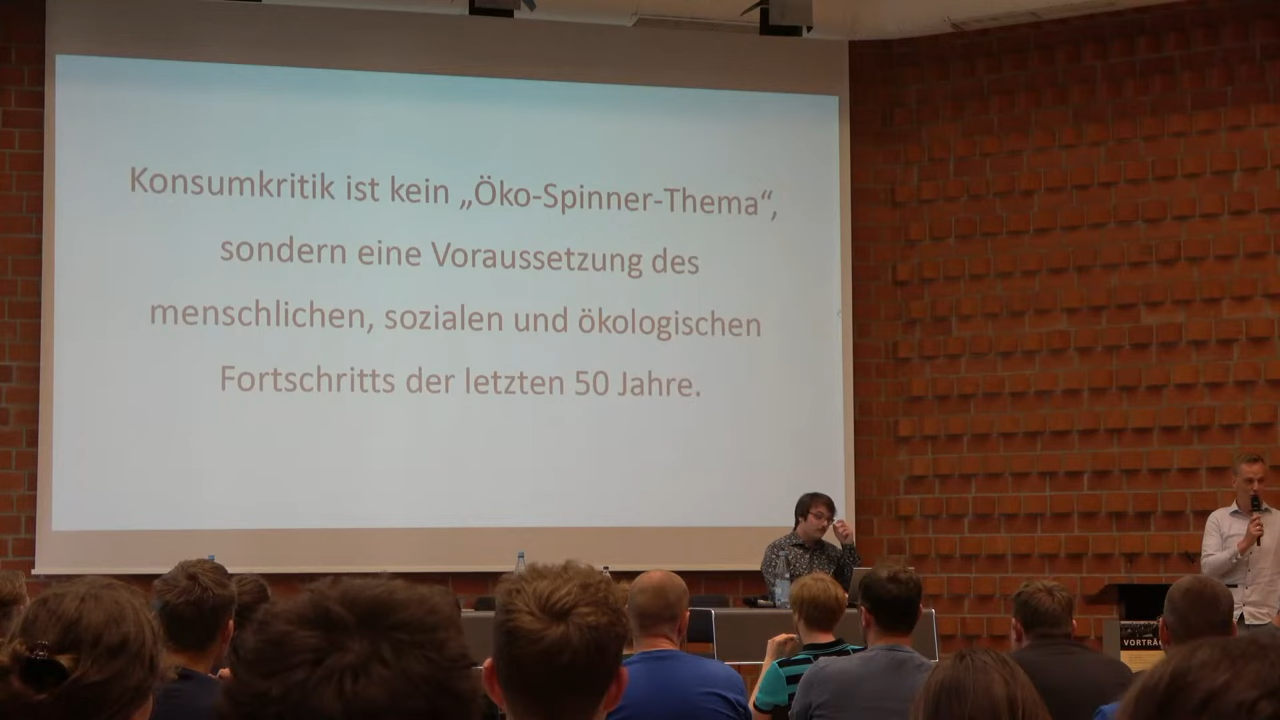 Konsumkritik ist kein „Öko-Spinner-Thema“,
sondern eine Voraussetzung des
menschlichen, sozialen und ökologischen
Fortschritts der letzten 50 Jahre.